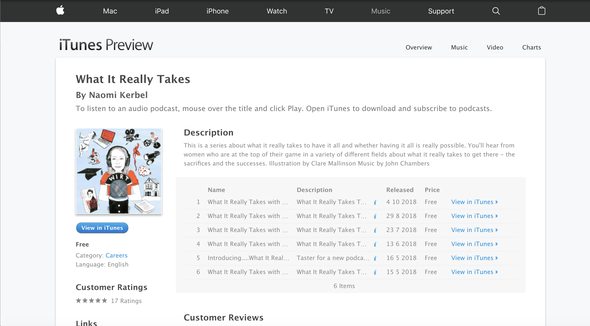 Mac iPad iPhone Watch TV Music Support
iTunes Preview
Overview Music Video Charts
What It Really Takes
By Naomi Kerbel
To listen to an audio podcast, mouse over the title and click Play. Open iTunes to download and subscribe to podcasts.
Description
This is a series about what it really takes to have it all and whether having it all is really possible. You'll hear from
women who are at the top of their game in a variety of different fields about what it really takes to get there – the
sacrifices and the successes. Illustration by Clare Mallinson Music by John Chambers.
Name Description Released Price
1 What It Really Takes with ... What It Really Takes T... i 4 10 2018 Free View in iTunes
2 What It Really Takes with ... What It Really Takes T... i 29 8 2018 Free View in iTunes
3 What It Really Takes with ... What It Really Takes T... i 23 7 2018 Free View in iTunes
4 What It Really Takes with ... What It Really Takes T... i 13 6 2018 Free View in iTunes
5 Introducing....What It Real... Taster for a new podca... i 16 5 2018 Free View in iTunes
6 What It Really Takes with ... What It Really Takes T... i 15 5 2018 Free View in iTunes
6 Items
WIRT
View in iTunes
Free
Category: Careers
Language: English
Customer Ratings
17 Ratings
Links
Customer Reviews